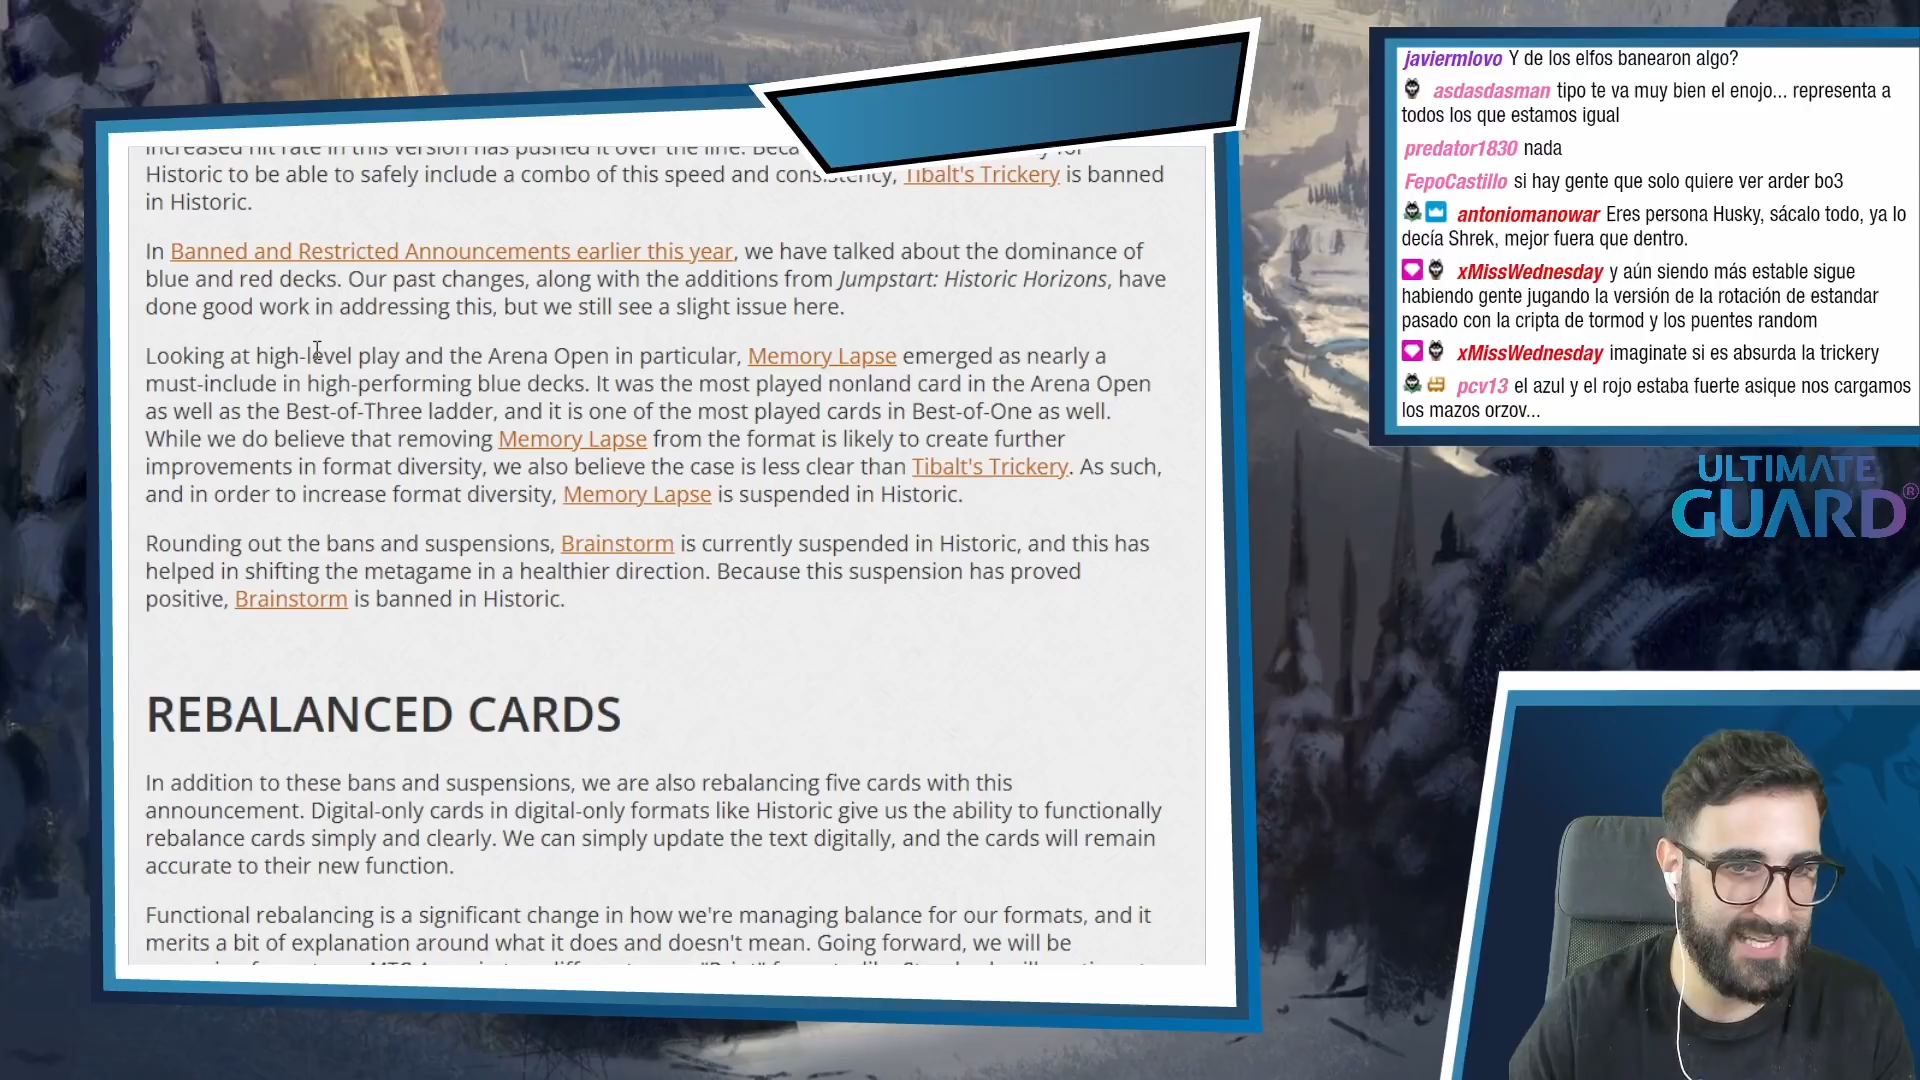 increased hit rate in this version has pushed it over the line.
Historic to be able to safely include a combo of this speed and consistency, Tibalt's Trickery is banned
in Historic.
In Banned and Restricted Announcements earlier this year, we have talked about the dominance of
blue and red decks. Our past changes, along with the additions from Jumpstart: Historic Horizons, have
done good work in addressing this, but we still see a slight issue here.
Looking at high-level play and the Arena Open in particular, Memory Lapse emerged as nearly a
must-include in high-performing blue decks. It was the most played nonland card in the Arena Open
as well as the Best-of-Three ladder, and it is one of the most played cards in Best-of-One as well.
While we do believe that removing Memory Lapse from the format is likely to create further
improvements in format diversity, we also believe the case is less clear than Tibalt's Trickery. As such,
and in order to increase format diversity, Memory Lapse is suspended in Historic.
Rounding out the bans and suspensions, Brainstorm is currently suspended in Historic, and this has
helped in shifting the metagame in a healthier direction. Because this suspension has proved
positive, Brainstorm is banned in Historic.
REBALANCED CARDS
In addition to these bans and suspensions, we are also rebalancing five cards with this
announcement. Digital-only cards in digital-only formats like Historic give us the ability to functionally
rebalance cards simply and clearly. We can simply update the text digitally, and the cards will remain
accurate to their new function.
Functional rebalancing is a significant change in how we're managing balance for our formats, and it
merits a bit of explanation around what it does and doesn't mean. Going forward, we will be
javiermlovo Y de los elfos banearon algo?
asdasdasman tipo te va muy bien el enojo... representa a
todos los que estamos igual
predator1830 nada
FepoCastillo si hay gente que solo quiere ver arder bo3
antoniomanowar Eres persona Husky, sácalo todo, ya lo
decía Shrek, mejor fuera que dentro.
xMissWednesday y aún siendo más estable sigue
habiendo gente jugando la versión de la rotación de estandar
pasado con la cripta de tormod y los puentes random
xMissWednesday imaginate si es absurda la trickery
pcv13 el azul y el rojo estaba fuerte asique nos cargamos
los mazos orzov...
ULTIMATE
GUARD®